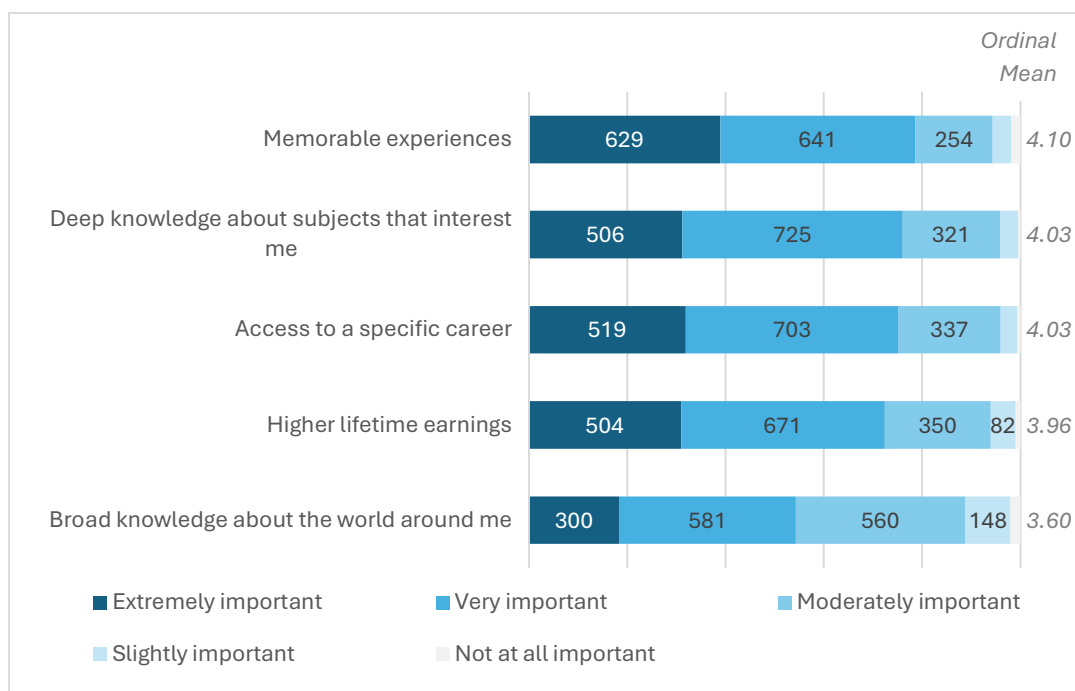 Ordinal
Mean
Memorable experiences 629 641 254 4.10
Deep knowledge about subjects that interest
me 506 725 321 4.03
Access to a specific career 519 703 337 4.03
Higher lifetime earnings 504 671 350 82 3.96
Broad knowledge about the world around me 300 581 560 148 3.60
Extremely important Very important Moderately important
Slightly important Not at all important